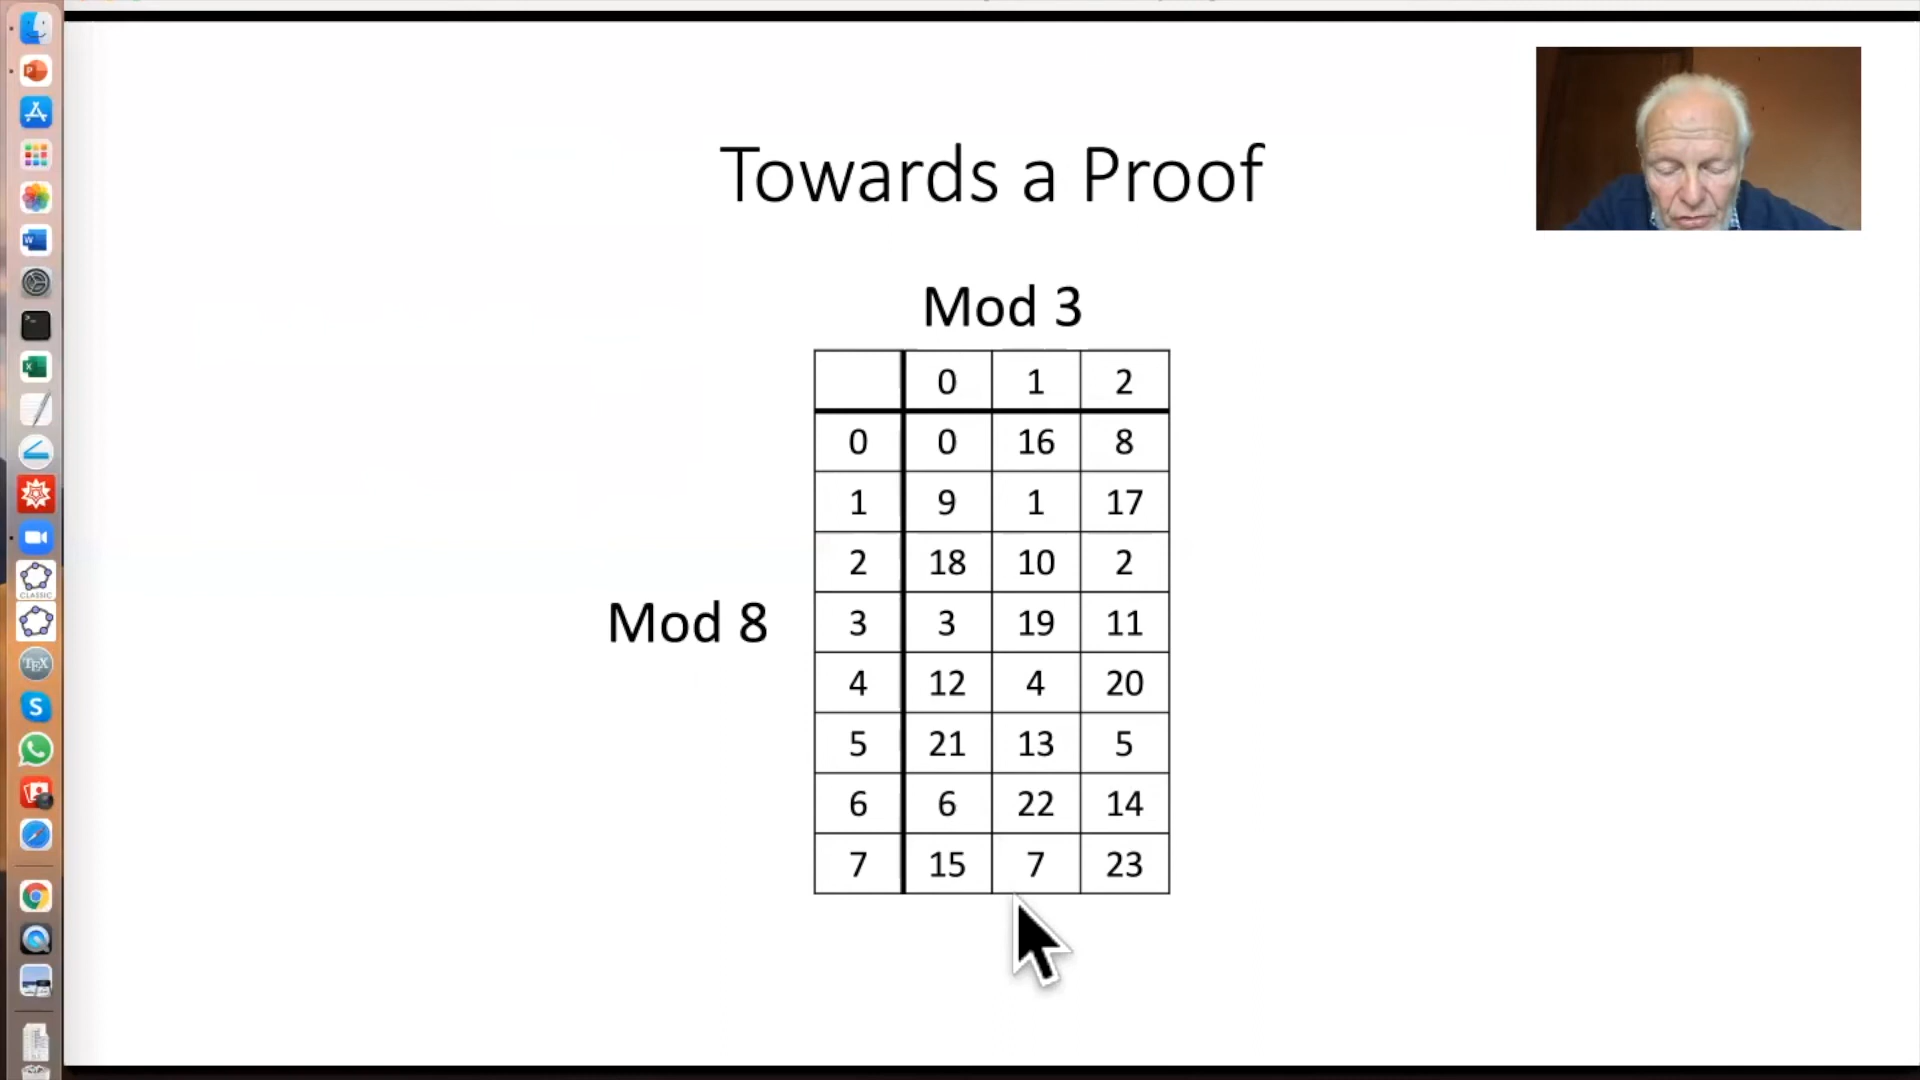 Towards a Proof
Mod 3
0 1 2
0 0 16 8
1 9 1 17
2 18 10 2
Mod 8
3 3 19 11
4 12 4 20
5 21 13 5
6 6 22 14
7 15 7 23
CLASSIC
TEX